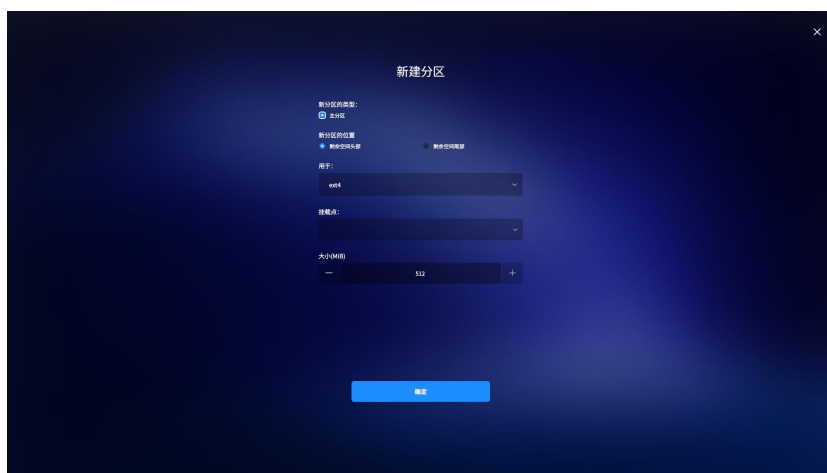 新建分区
新分区的类型:
主分区
新分区的位置
剩余空间头部 剩余空间尾部
用于:
ext4
挂载点:
大小(MiB)
512
确定